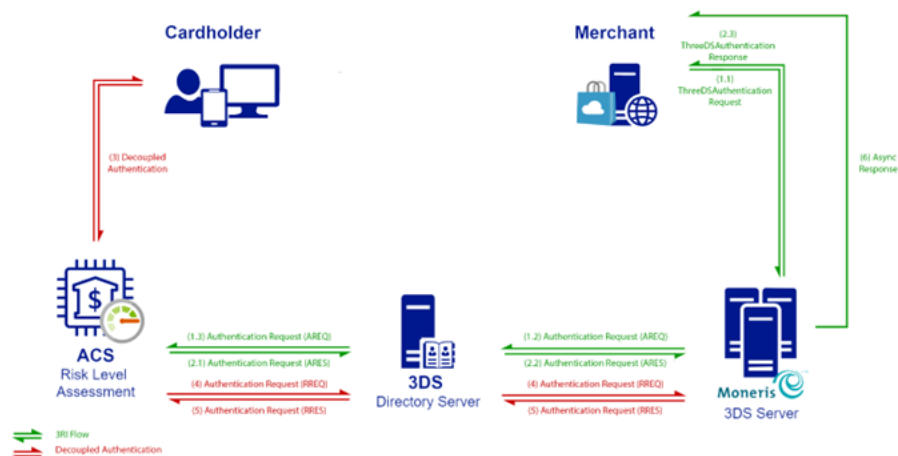 Cardholder
Merchant
(2.3)
ThreeDSAuthentication
Response
(1.1)
ThreeDSAuthentication
Request
(3) Decoupled
Authentication
(6) Async
Response
$
ACS
Risk Level
Assessment
(1.3) Authentication Request (AREQ)
(2.1) Authentication Request (ARES)
(4) Authentication Request (RREQ)
(5) Authentication Request (RRES)
3DS
Directory Server
(1.2) Authentication Request (AREQ)
(2.2) Authentication Request (ARES)
(4) Authentication Request (RREQ)
(5) Authentication Request (RRES)
Moneris
3DS Server
3RI Flow
Decoupled Authentication